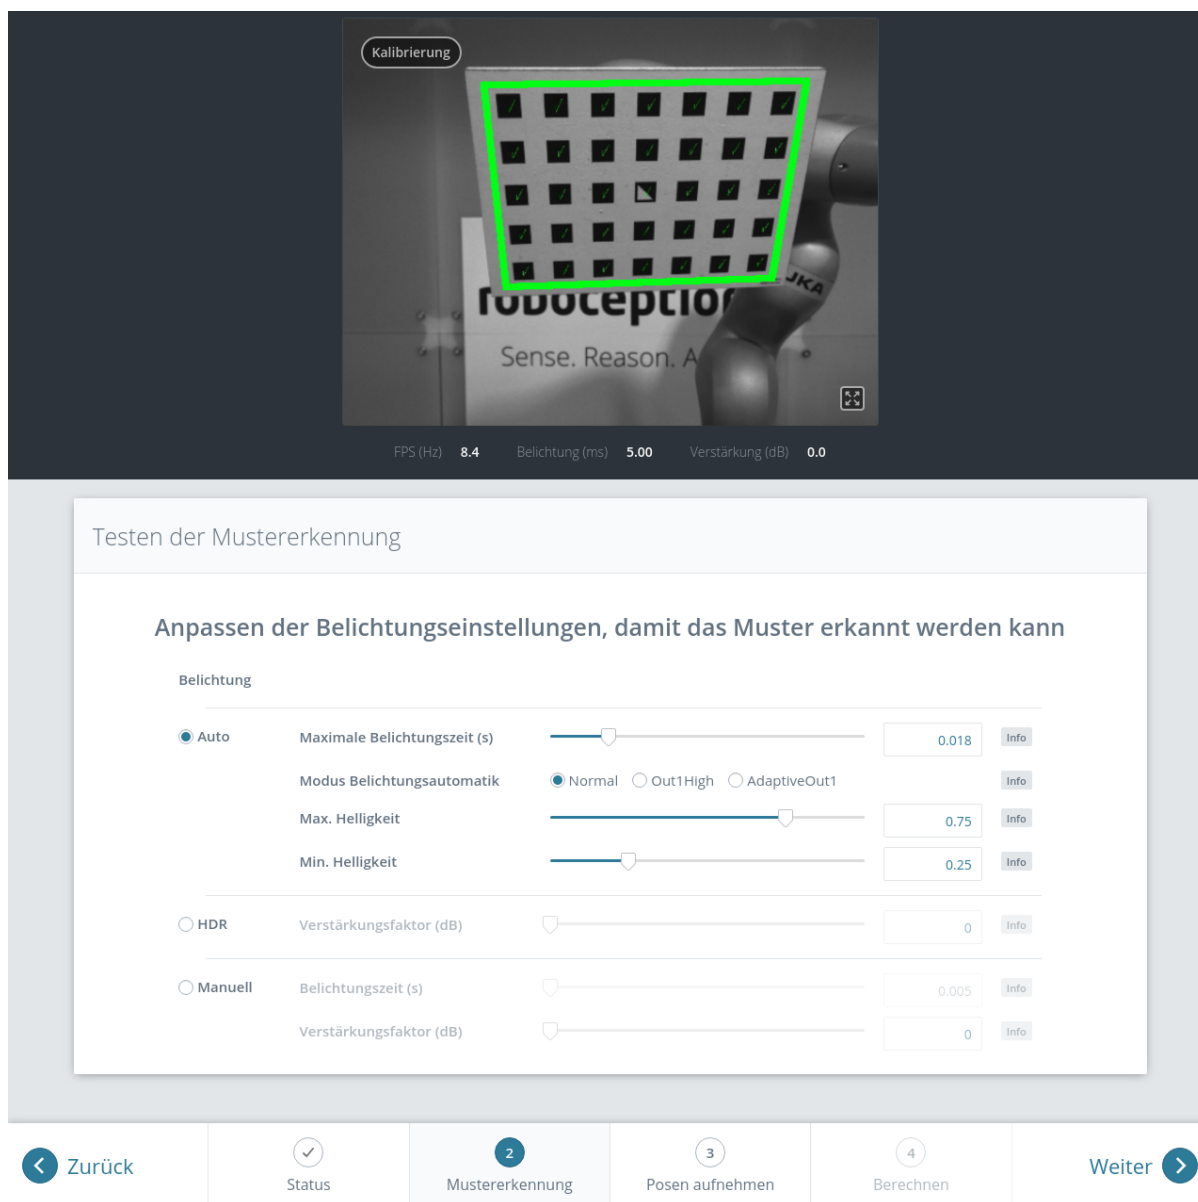 Kalibrierung
roboception
Sense. Reason. A
UKA
FPS (Hz) 8.4 Belichtung (ms) 5.00 Verstärkung (dB) 0.0
Testen der Mustererkennung
Anpassen der Belichtungseinstellungen, damit das Muster erkannt werden kann
Belichtung
Auto Maximale Belichtungszeit (s) 0.018 Info
Modus Belichtungsautomatik Normal Out1High AdaptiveOut1 Info
Max. Helligkeit 0.75 Info
Min. Helligkeit 0.25 Info
HDR Verstärkungsfaktor (dB) 0 Info
Manuell Belichtungszeit (s) 0.005 Info
Verstärkungsfaktor (dB) 0 Info
Zurück
Status
2 Mustererkennung
3 Posen aufnehmen
4 Berechnen
Weiter